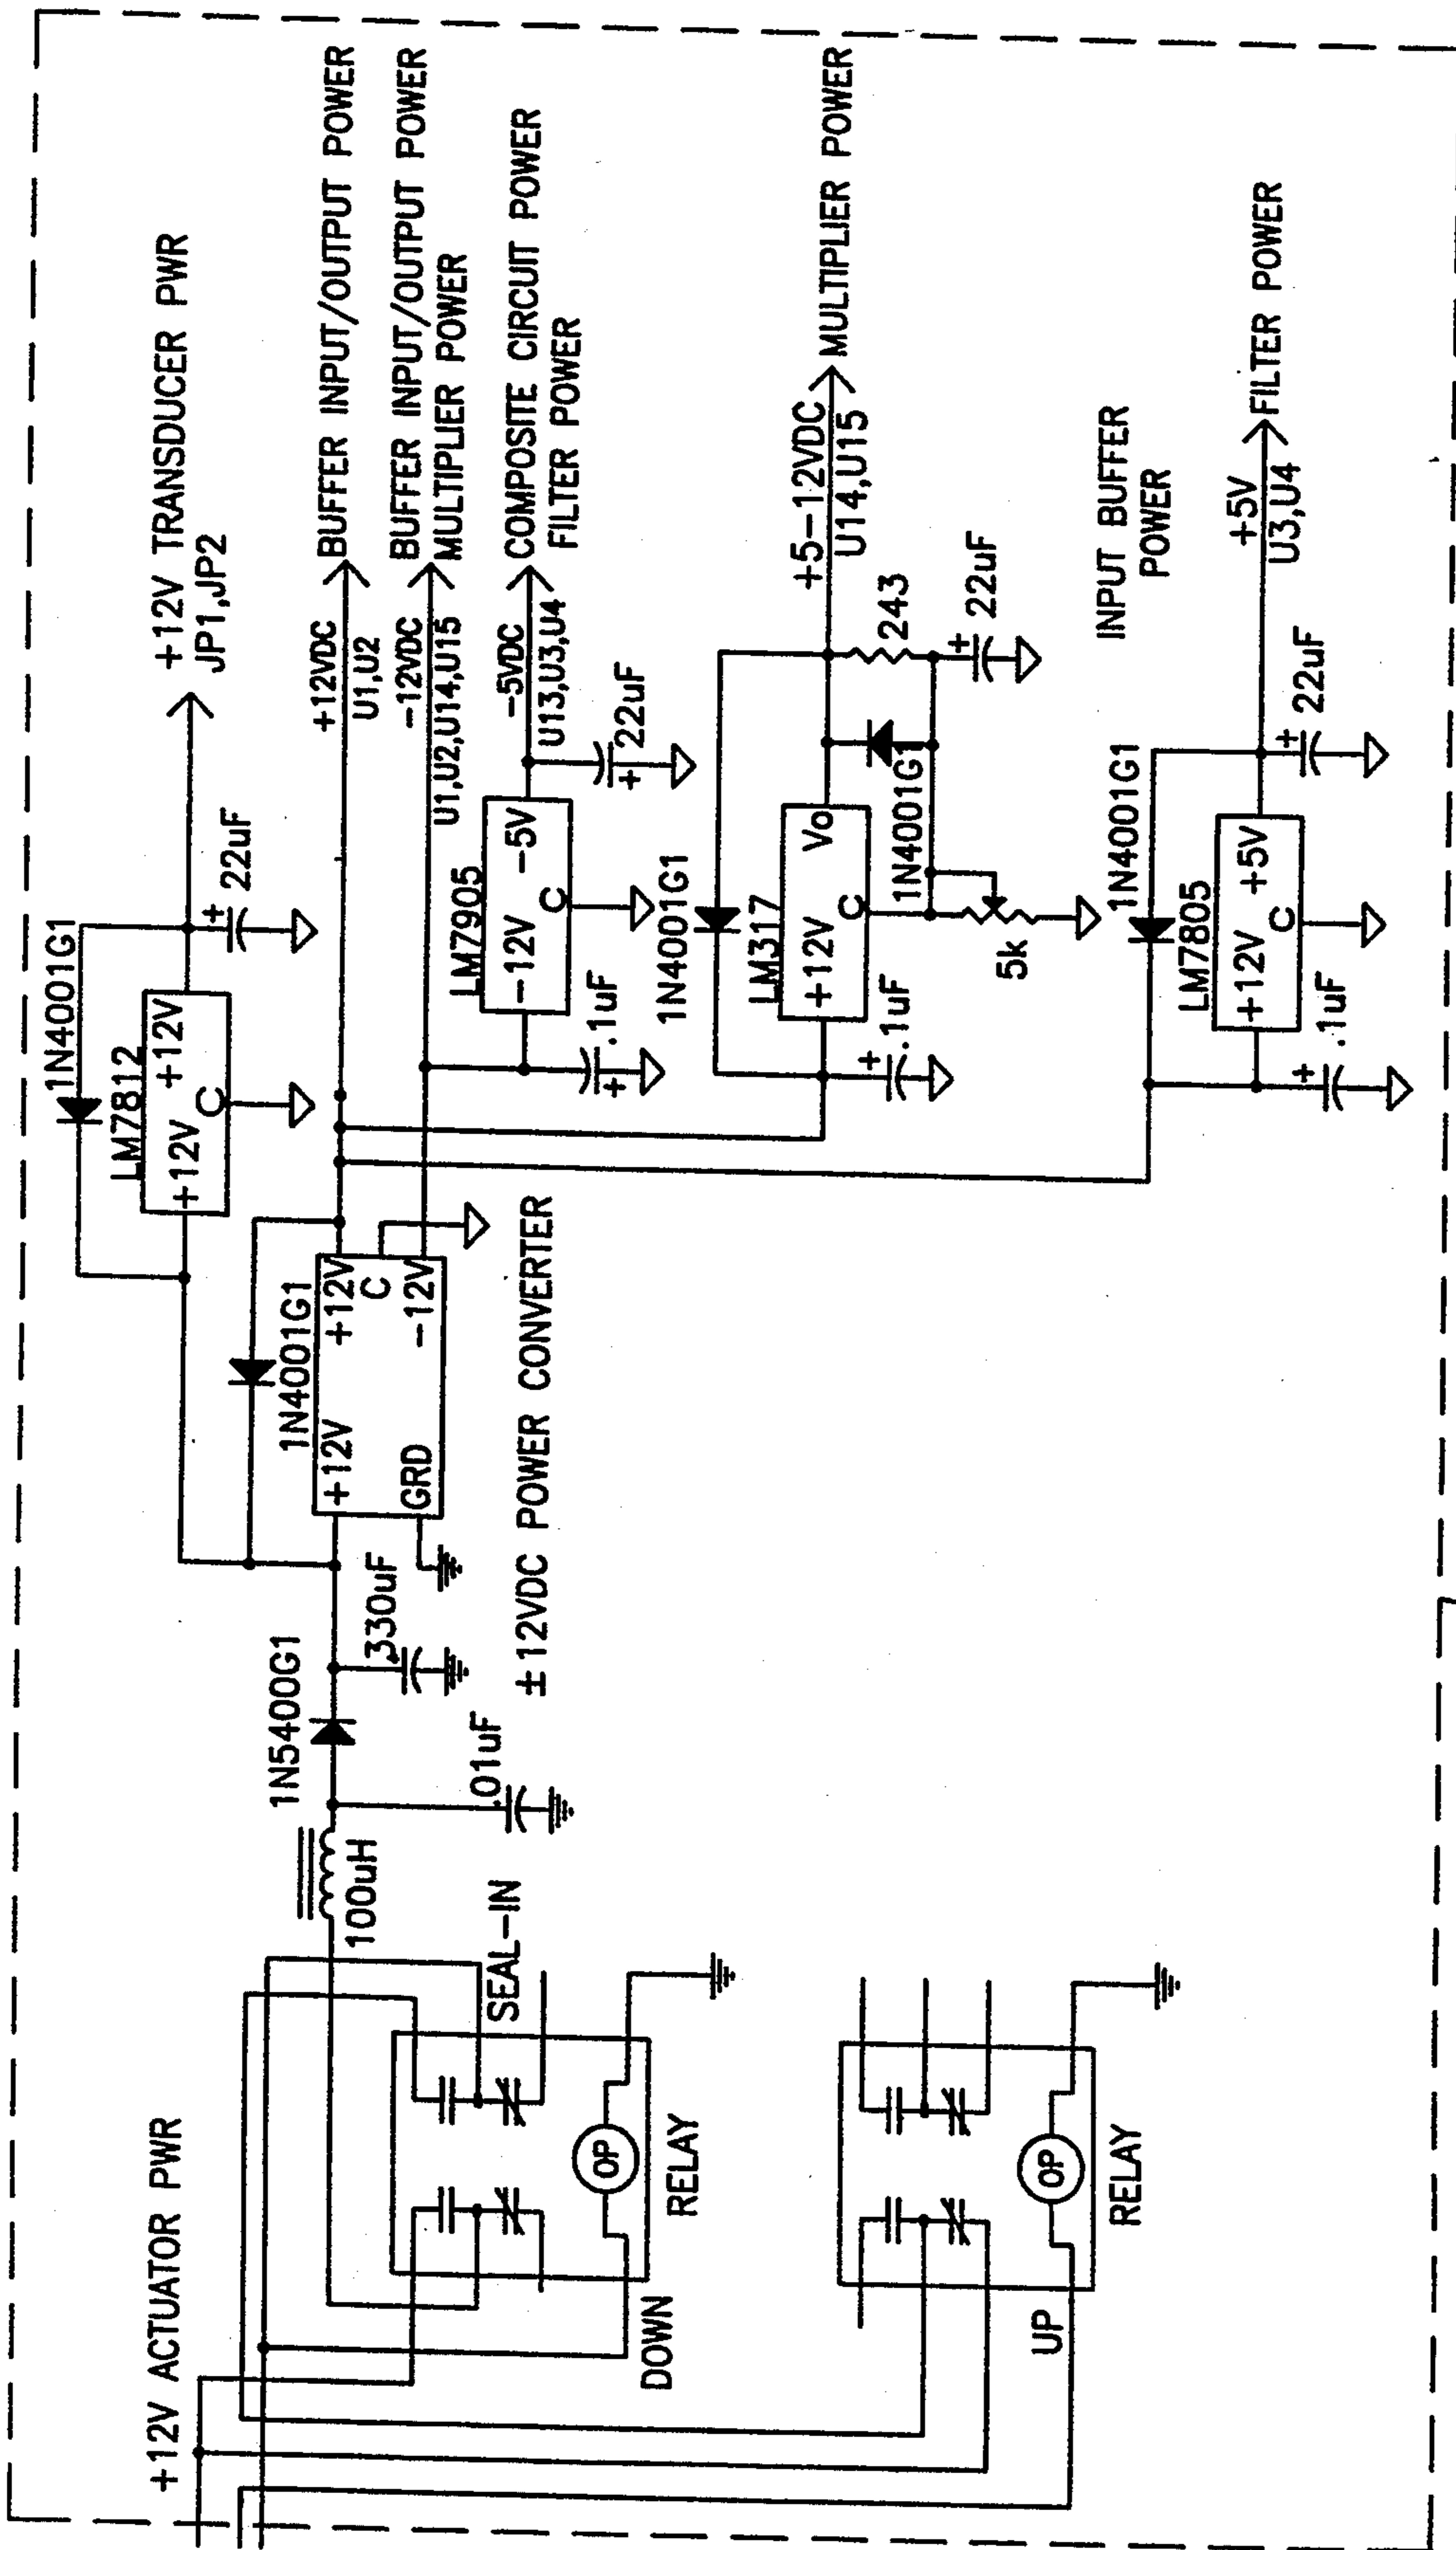 +12V ACTUATOR PWR
DOWN
RELAY
SEAL-IN
UP
RELAY
OP
OP
100uH
.01uF
1N5400G1
330uF
±12VDC POWER CONVERTER
1N4001G1
+12V
+12V
C
GRD
-12V
1N4001G1
LM7812
+12V
+12V
C
+
22uF
+12V TRANSDUCER PWR
JP1,JP2
+12VDC
U1,U2
BUFFER INPUT/OUTPUT POWER
-12VDC
U1,U2,U14,U15
BUFFER INPUT/OUTPUT POWER
MULTIPLIER POWER
LM7905
-12V
-5V
C
.1uF
+
-5VDC
U13,U3,U4
22uF
+
COMPOSITE CIRCUIT POWER
FILTER POWER
1N4001G1
LM317
+12V
Vo
C
+
.1uF
1N4001G1
5k
243
+
22uF
+5-12VDC
U14,U15
MULTIPLIER POWER
INPUT BUFFER
POWER
1N4001G1
LM7805
+12V
+5V
C
+
.1uF
+
22uF
+5V
U3,U4
FILTER POWER